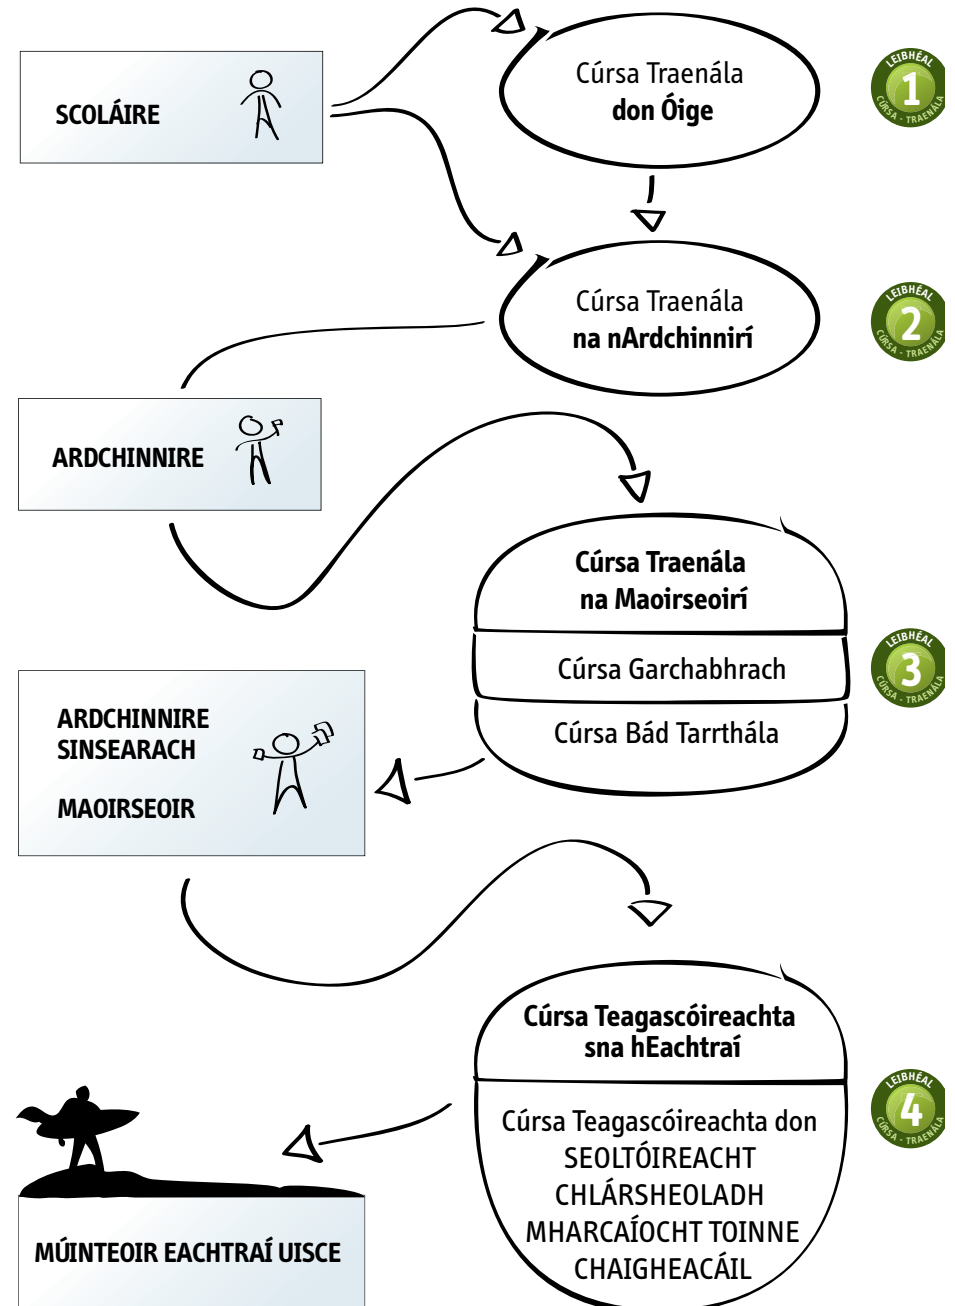 SCOLÁIRE
Cúrsa Traenála
don Óige
LEIBHÉAL
1
CÚRSA - TRAENÁLA
Cúrsa Traenála
na nArdchinnirí
LEIBHÉAL
2
CÚRSA - TRAENÁLA
ARDCHINNIRE
Cúrsa Traenála
na Maoirseoirí
Cúrsa Garchabhrach
Cúrsa Bád Tarrthála
LEIBHÉAL
3
CÚRSA - TRAENÁLA
ARDCHINNIRE
SINSEARACH
MAOIRSEOIR
Cúrsa Teagascóireachta
sna hEachtraí
Cúrsa Teagascóireachta don
SEOLTÓIREACHT
CHLÁRSHEOLADH
MHARCAÍOCHT TOINNE
CHAIGHEACÁIL
LEIBHÉAL
4
CÚRSA - TRAENÁLA
MÚINTEOIR EACHTRAÍ UISCE